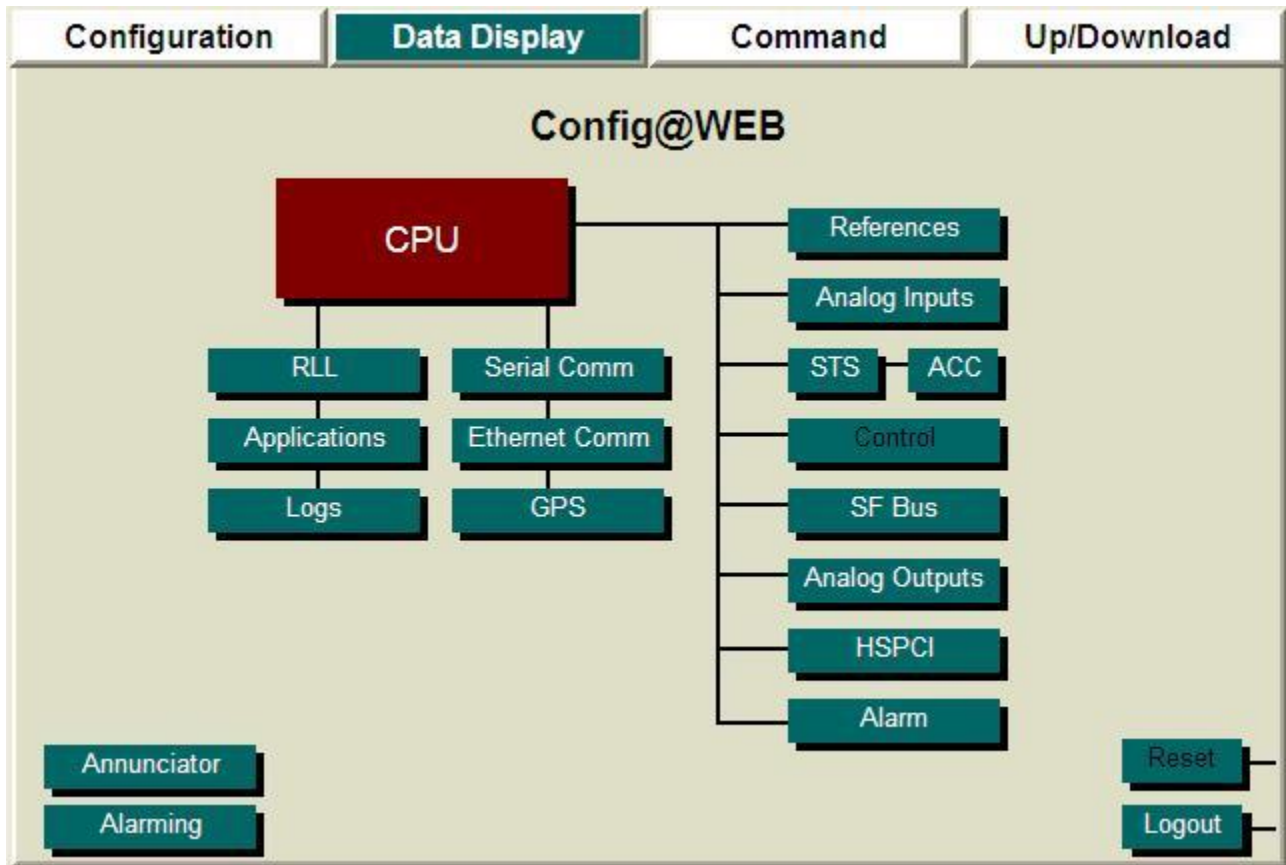 Configuration
Data Display
Command
Up/Download
Config@WEB
CPU
RLL
Applications
Logs
Serial Comm
Ethernet Comm
GPS
References
Analog Inputs
STS
ACC
Control
SF Bus
Analog Outputs
HSPCI
Alarm
Annunciator
Alarming
Reset
Logout